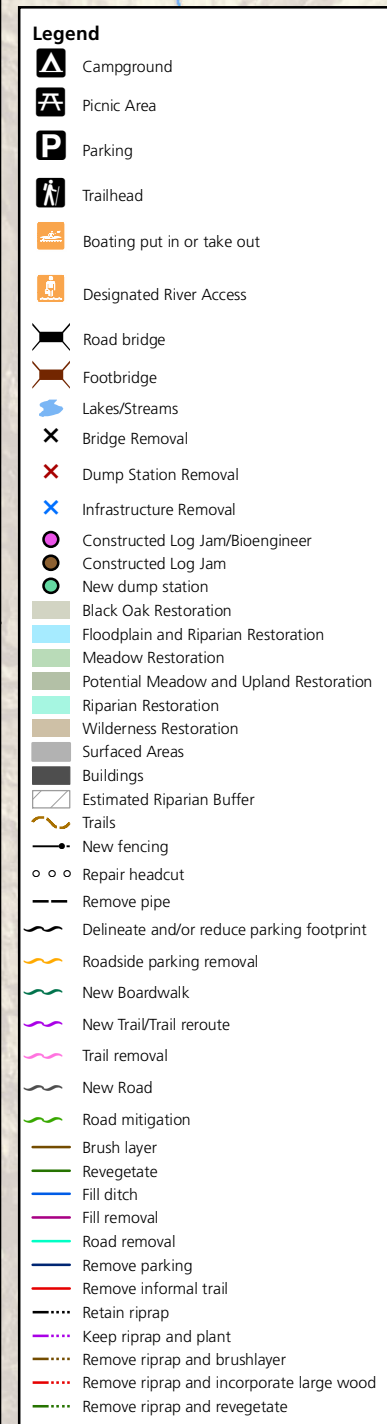 Legend
Campground
Picnic Area
P
Parking
Trailhead
Boating put in or take out
Designated River Access
Road bridge
Footbridge
Lakes/Streams
Bridge Removal
Dump Station Removal
Infrastructure Removal
Constructed Log Jam/Bioengineer
Constructed Log Jam
New dump station
Black Oak Restoration
Floodplain and Riparian Restoration
Meadow Restoration
Potential Meadow and Upland Restoration
Riparian Restoration
Wilderness Restoration
Surfaced Areas
Buildings
Estimated Riparian Buffer
Trails
New fencing
Repair headcut
Remove pipe
Delineate and/or reduce parking footprint
Roadside parking removal
New Boardwalk
New Trail/Trail reroute
Trail removal
New Road
Road mitigation
Brush layer
Revegetate
Fill ditch
Fill removal
Road removal
Remove parking
Remove informal trail
Retain riprap
Keep riprap and plant
Remove riprap and brushlayer
Remove riprap and incorporate large wood
Remove riprap and revegetate